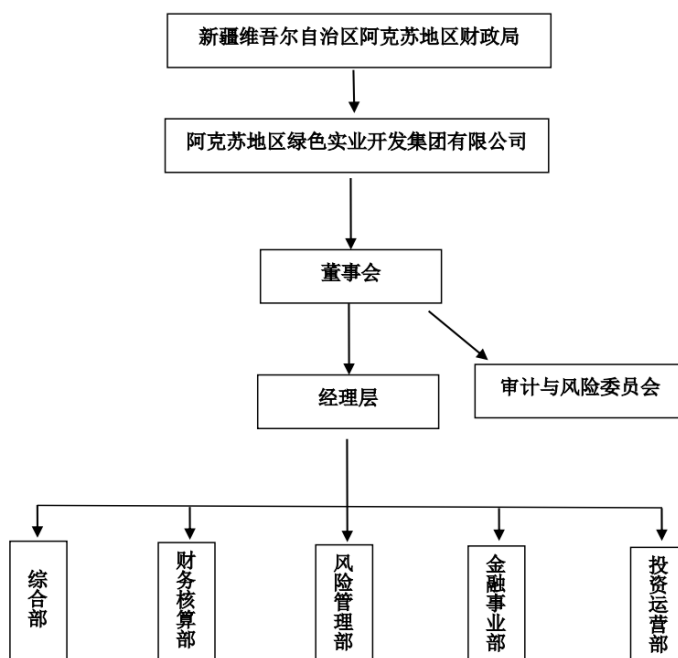 新疆维吾尔自治区阿克苏地区财政局
阿克苏地区绿色实业开发集团有限公司
董事会
经理层
审计与风险委员会
综合部
财务核算部
风险管理部
金融事业部
投资运营部